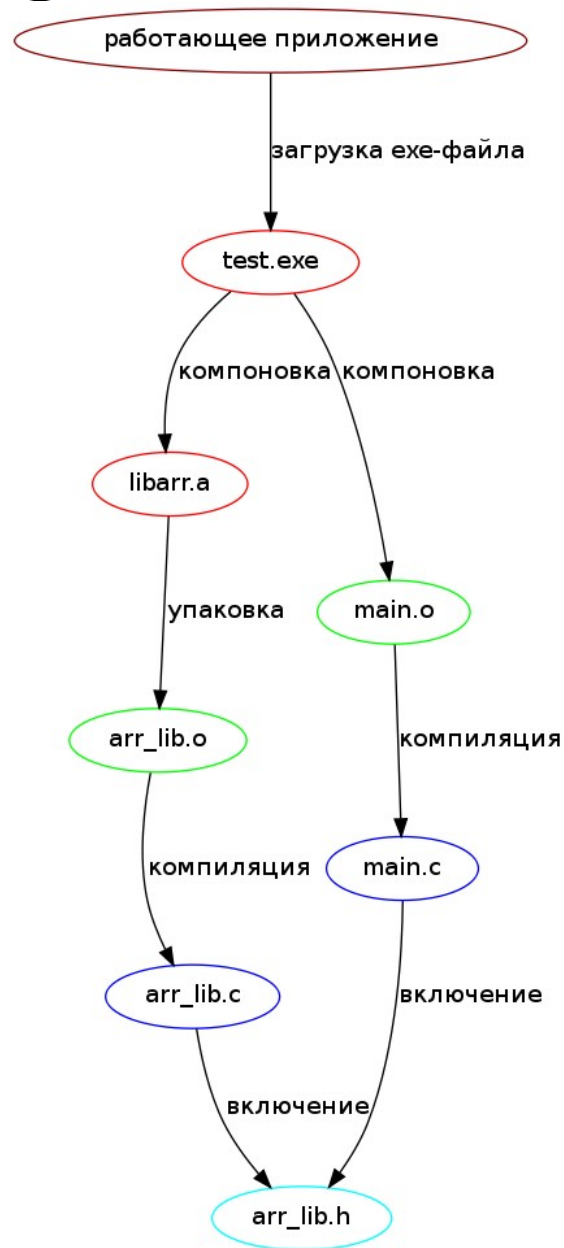 работающее приложение
загрузка exe-файла
test.exe
компоновка компоновка
libarr.a
упаковка
main.o
arr_lib.o
компиляция
компиляция
main.c
arr_lib.c
включение
включение
arr_lib.h